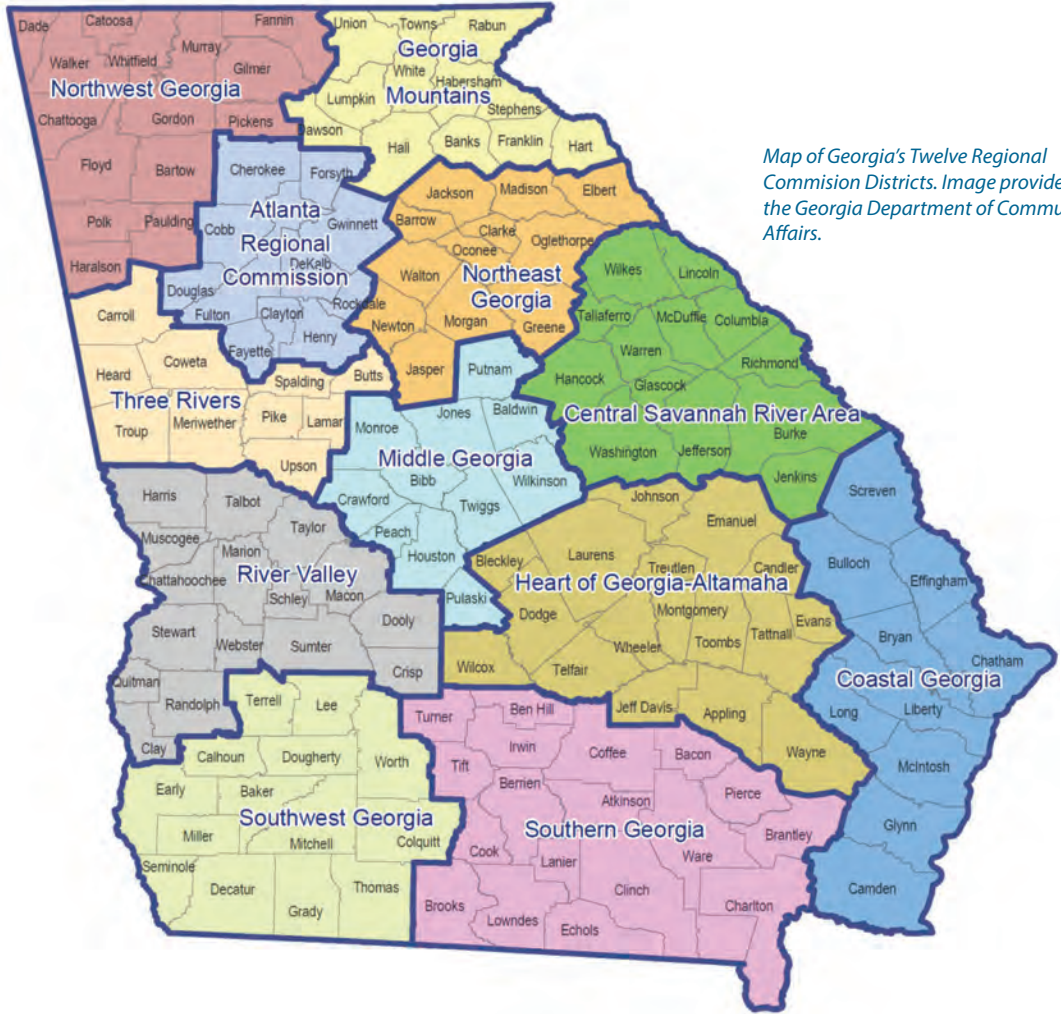 Dade
Catoosa
Fannin
Murray
Walker
Whitfield
Gilmer
Northwest Georgia
Chattooga
Gordon
Pickens
Floyd
Bartow
Polk
Paulding
Haralson
Union
Towns
Rabun
Georgia
Mountains
White
Habersham
Lumpkin
Stephens
Dawson
Hall
Banks
Franklin
Hart
Map of Georgia's Twelve Regional
Commision Districts. Image provide
the Georgia Department of Commu
Affairs.
Cherokee
Forsyth
Atlanta
Regional
Commission
Cobb
Gwinnett
DeKalb
Douglas
Fulton
Clayton
Rockdale
Henry
Fayette
Jackson
Madison
Elbert
Barrow
Clarke
Oconee
Oglethorpe
Walton
Northeast
Georgia
Newton
Morgan
Greene
Jasper
Carroll
Coweta
Heard
Spalding
Butts
Three Rivers
Troup
Meriwether
Pike
Lamar
Upson
Wilkes
Lincoln
Taliaferro
McDuffie
Columbia
Warren
Richmond
Hancock
Glascock
Central Savannah River Area
Burke
Washington
Jefferson
Jenkins
Putnam
Jones
Baldwin
Monroe
Middle Georgia
Bibb
Wilkinson
Crawford
Twiggs
Peach
Houston
Pulaski
Harris
Talbot
Taylor
Muscogee
Marion
Chattahoochee
River Valley
Schley
Macon
Dooly
Stewart
Webster
Sumter
Crisp
Quitman
Randolph
Clay
Johnson
Emanuel
Bleckley
Laurens
Treutlen
Candler
Heart of Georgia-Altamaha
Dodge
Montgomery
Evans
Wheeler
Toombs
Tattnall
Wilcox
Telfair
Jeff Davis
Appling
Wayne
Screven
Bulloch
Effingham
Bryan
Chatham
Coastal Georgia
Long
Liberty
McIntosh
Glynn
Camden
Terrell
Lee
Calhoun
Dougherty
Worth
Early
Baker
Southwest Georgia
Miller
Mitchell
Colquitt
Seminole
Decatur
Thomas
Grady
Turner
Ben Hill
Irwin
Coffee
Bacon
Tift
Berrien
Pierce
Atkinson
Southern Georgia
Brantley
Cook
Ware
Lanier
Clinch
Brooks
Charlton
Lowndes
Echols